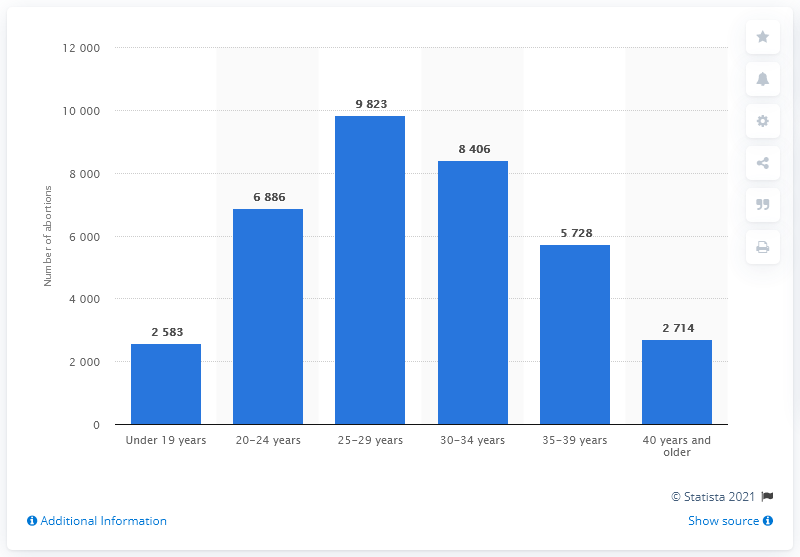 12 000
10 000
8 000
6 000
4 000
2 000
0
Number of abortions
2 583
6 886
9 823
8 406
5 728
2 714
Under 19 years
20-24 years
25-29 years
30-34 years
35-39 years
40 years and
older
© Statista 2021
Additional Information
Show source